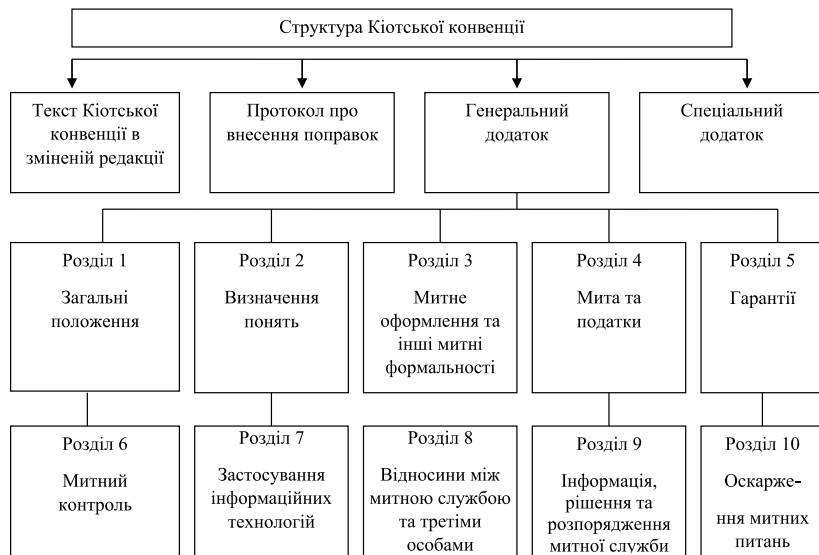 Структура Кіотської конвенції
Текст Кіотської
конвенції в
зміненій редакції
Протокол про
внесення поправок
Генеральний
додаток
Спеціальний
додаток
Розділ 1
Загальні
положення
Розділ 2
Визначення
понять
Розділ 3
Митне
оформлення та
інші митні
формальності
Розділ 4
Мита та
податки
Розділ 5
Гарантії
Розділ 6
Митний
контроль
Розділ 7
Застосування
інформаційних
технологій
Розділ 8
Відносини між
митною службою
та третіми
особами
Розділ 9
Інформація,
рішення та
розпорядження
митної служби
Розділ 10
Оскарже-
ння митних
питань